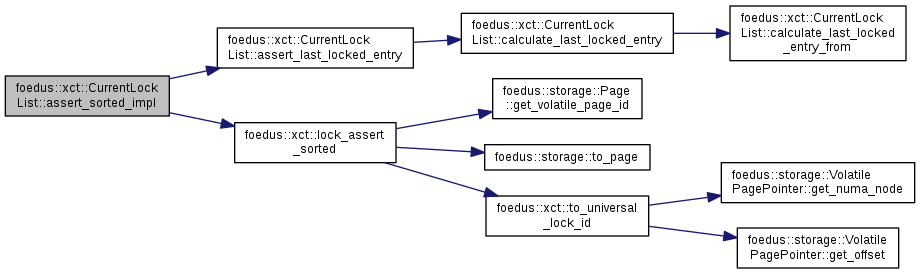 foedus::xct::CurrentLock
List::assert_sorted_impl
foedus::xct::CurrentLock
List::assert_last_locked_entry
foedus::xct::CurrentLock
List::calculate_last_locked_entry
foedus::xct::CurrentLock
List::calculate_last_locked
_entry_from
foedus::xct::lock_assert
_sorted
foedus::storage::Page
::get_volatile_page_id
foedus::storage::to_page
foedus::xct::to_universal
_lock_id
foedus::storage::Volatile
PagePointer::get_numa_node
foedus::storage::Volatile
PagePointer::get_offset